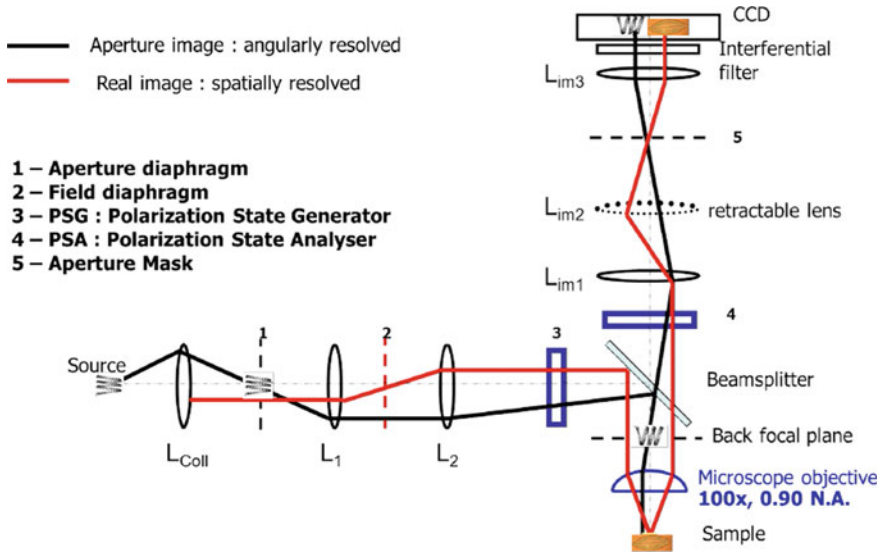 Aperture image : angularly resolved
Real image : spatially resolved
1 – Aperture diaphragm
2 – Field diaphragm
3 – PSG : Polarization State Generator
4 – PSA : Polarization State Analyser
5 – Aperture Mask
CCD
Interferential
filter
Lim3
5
Lim2
retractable lens
Lim1
4
1
2
3
Source
Beamsplitter
Back focal plane
LColl
L1
L2
Microscope objective
100x, 0.90 N.A.
Sample